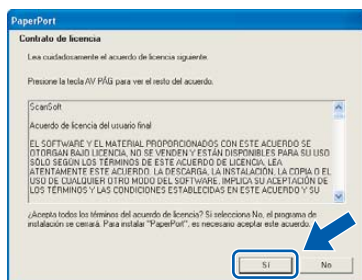 PaperPort
Contrato de licencia
Lea cuidadosamente el acuerdo de licencia siguiente.
Presione la tecla AV PÁG para ver el resto del acuerdo.
ScanSoft
Acuerdo de licencia del usuario final
EL SOFTWARE Y EL MATERIAL PROPORCIONADOS CON ESTE ACUERDO SE
OTORGAN BAJO LICENCIA, NO SE VENDEN Y ESTÁN DISPONIBLES PARA SU USO
SÓLO SEGÚN LOS TÉRMINOS DE ESTE ACUERDO DE LICENCIA. LEA
ATENTAMENTE ESTE ACUERDO. LA DESCARGA, LA INSTALACIÓN, LA COPIA O EL
USO DE CUALQUIER OTRO MODO DEL SOFTWARE, IMPLICA SU ACEPTACIÓN DE
LOS TÉRMINOS Y LAS CONDICIONES ESTABLECIDAS EN ESTE ACUERDO Y SU
¿Acepta todos los términos del acuerdo de licencia? Si selecciona No, el programa de
instalación se cerrará. Para instalar "PaperPort", es necesario aceptar este acuerdo.
Sí
No